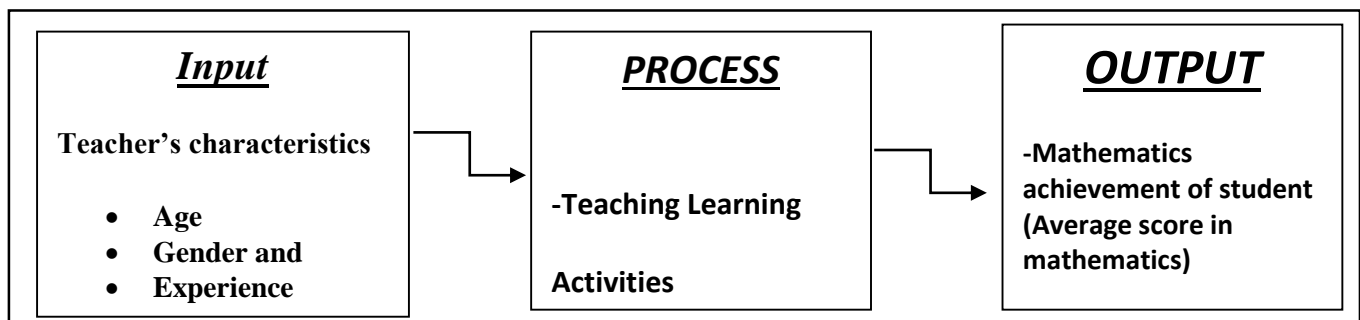 Input
Teacher’s characteristics
• Age
• Gender and
• Experience
PROCESS
-Teaching Learning
Activities
OUTPUT
-Mathematics
achievement of student
(Average score in
mathematics)